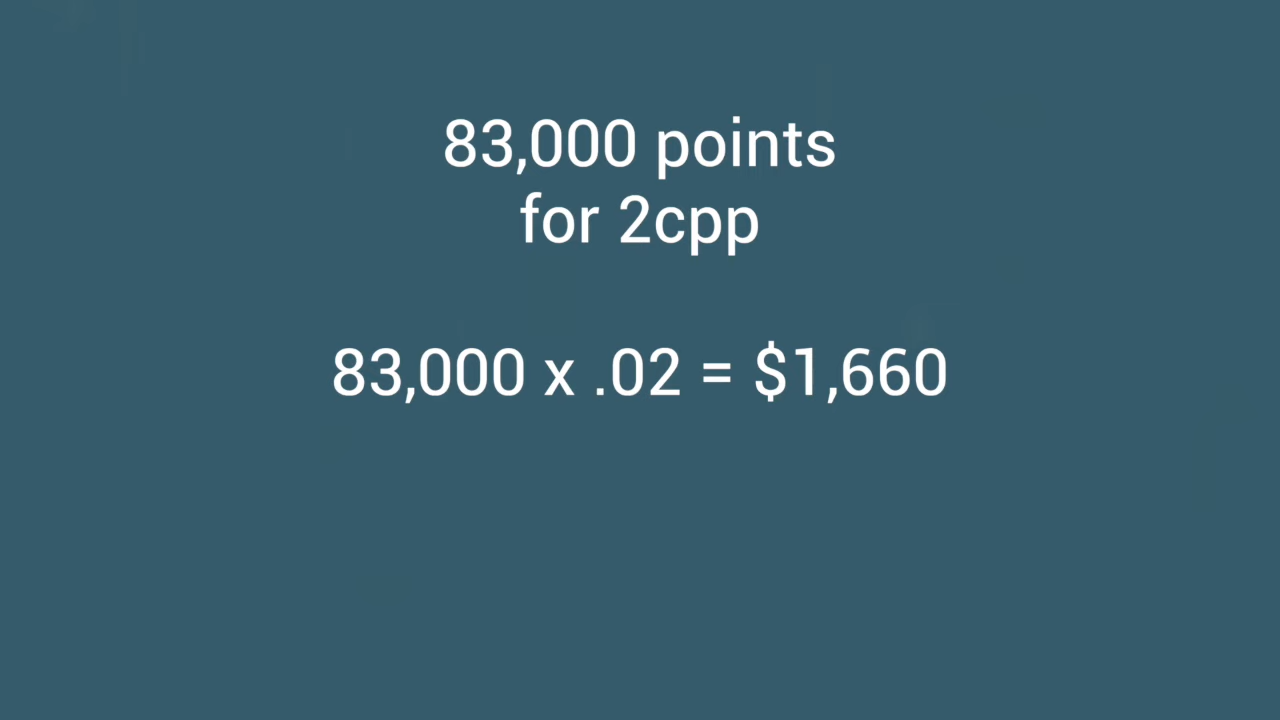 83,000 points
for 2cpp
83,000 x .02 = $1,660